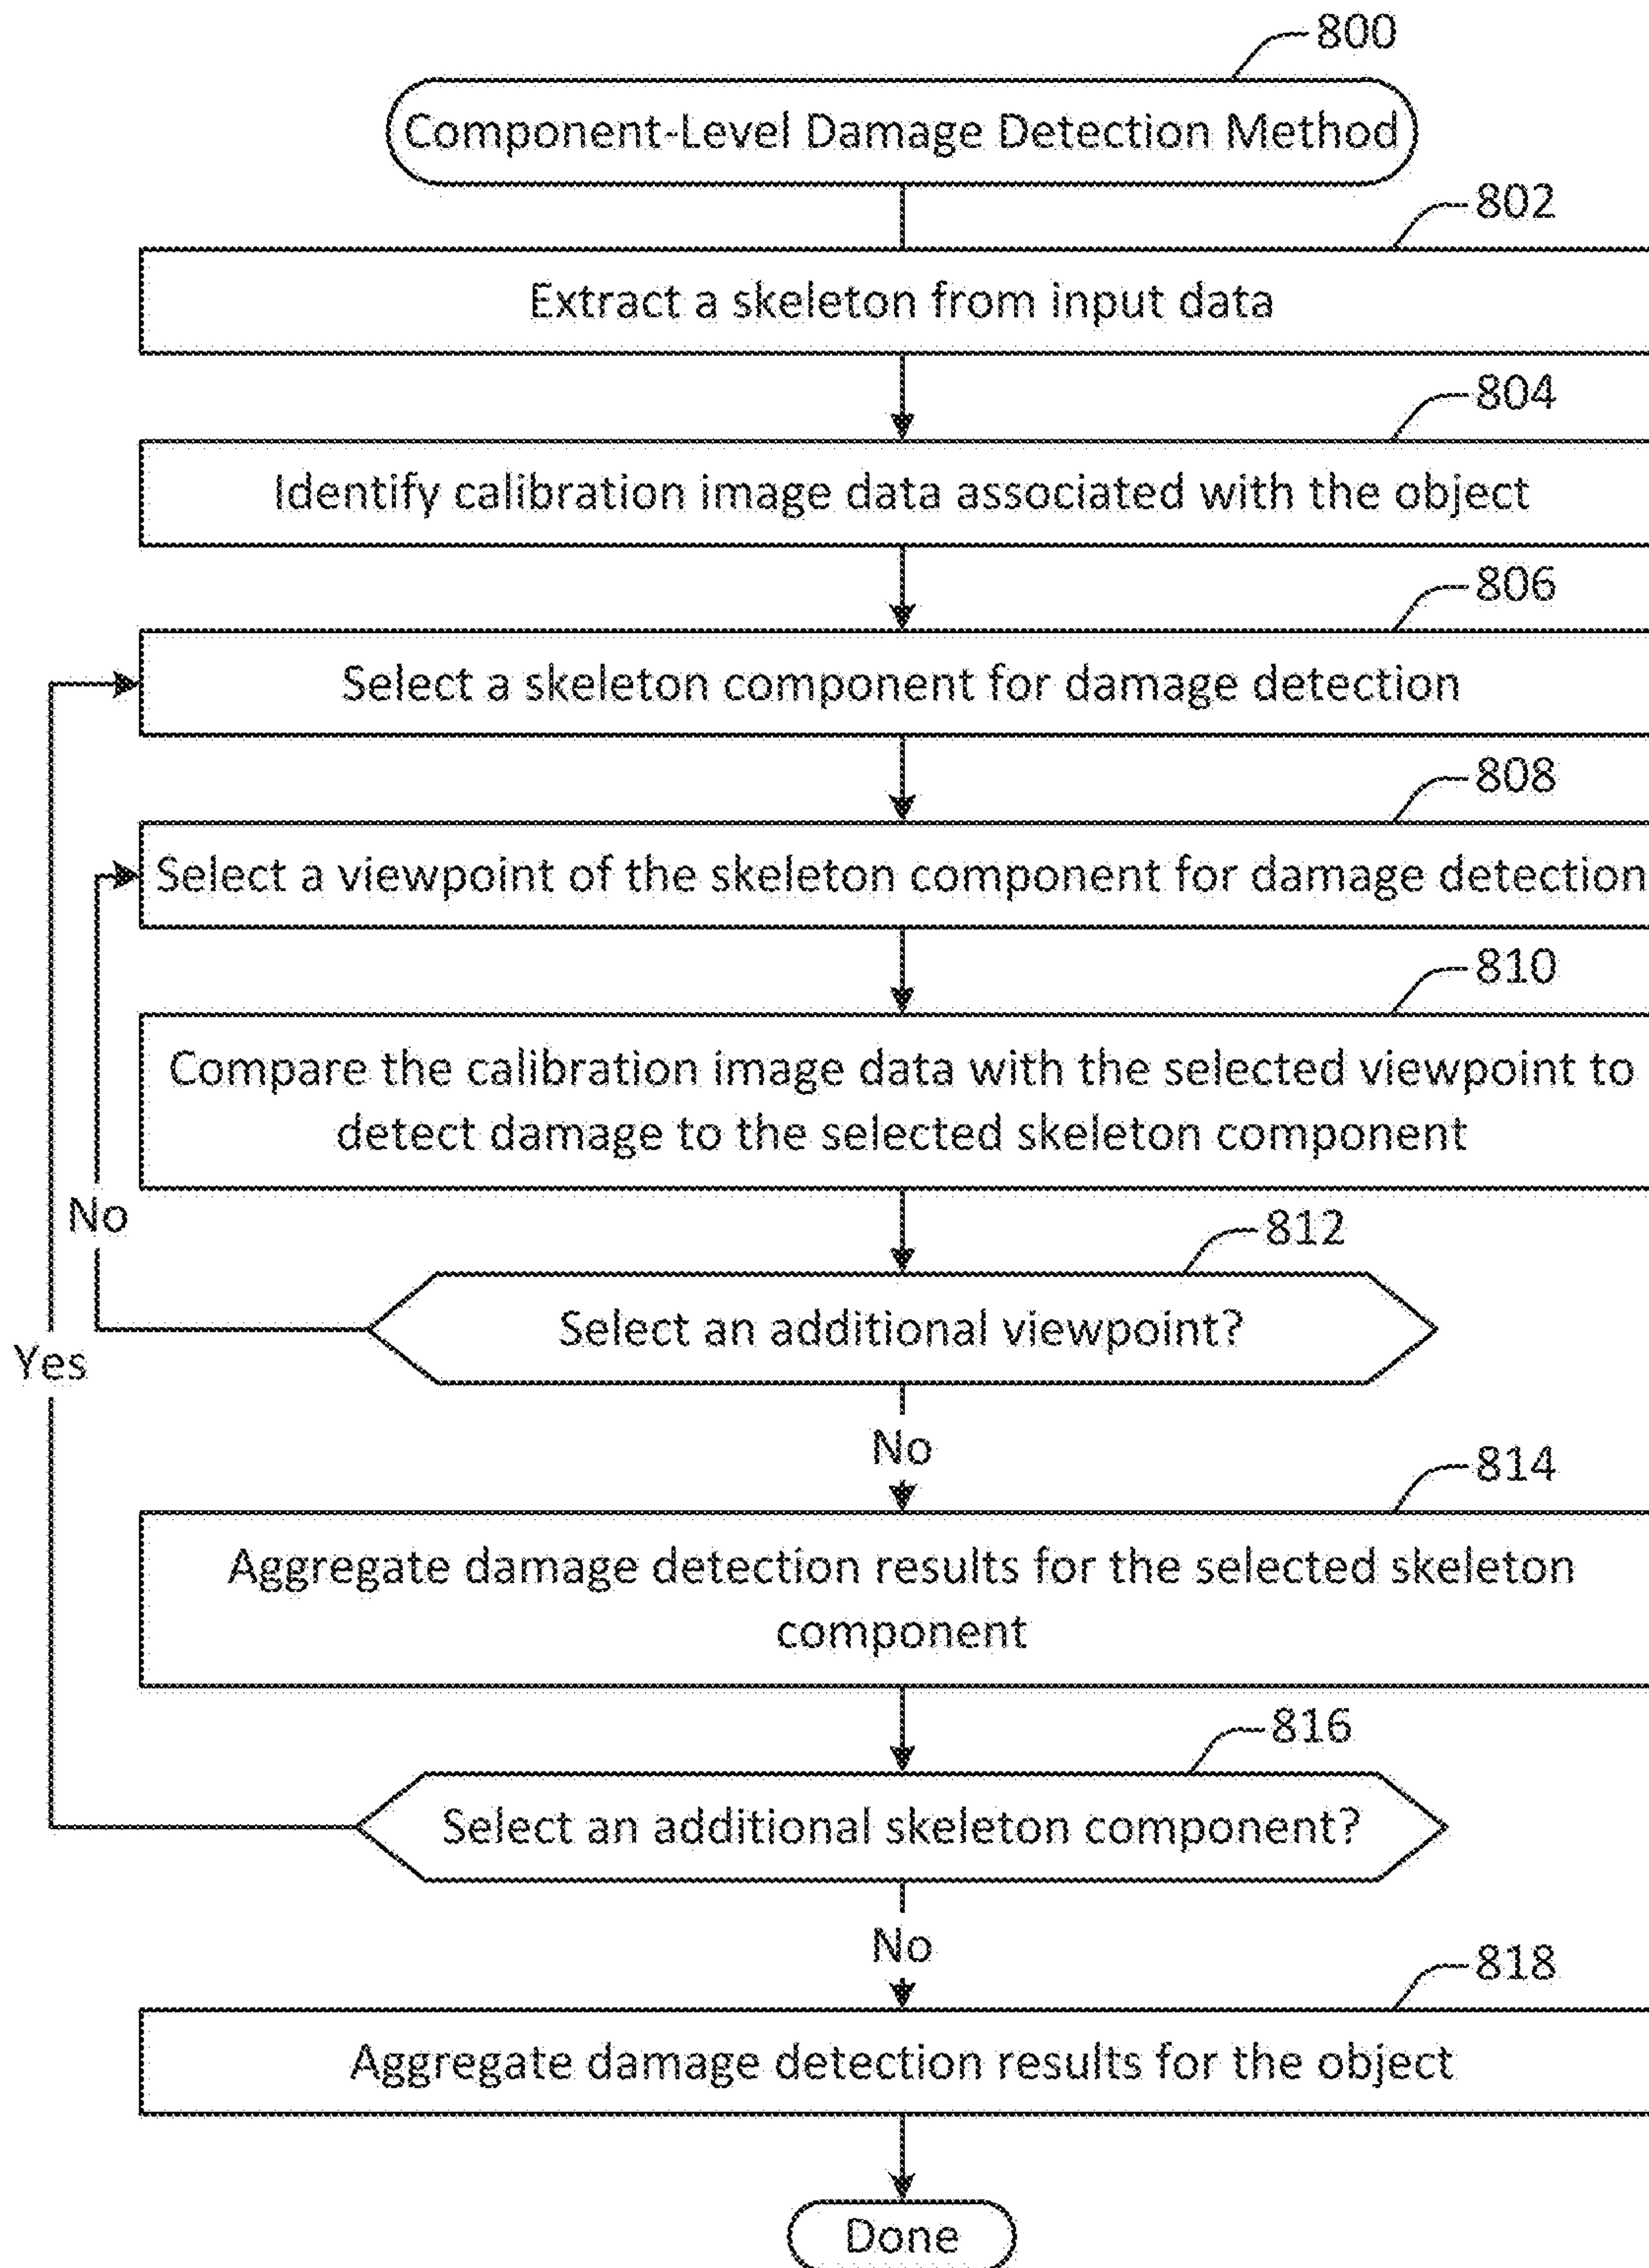 800
Component-Level Damage Detection Method
802
Extract a skeleton from input data
804
Identify calibration image data associated with the object
806
Select a skeleton component for damage detection
808
Select a viewpoint of the skeleton component for damage detection
810
Compare the calibration image data with the selected viewpoint to
detect damage to the selected skeleton component
No
812
Select an additional viewpoint?
Yes
No
814
Aggregate damage detection results for the selected skeleton
component
816
Select an additional skeleton component?
No
818
Aggregate damage detection results for the object
Done